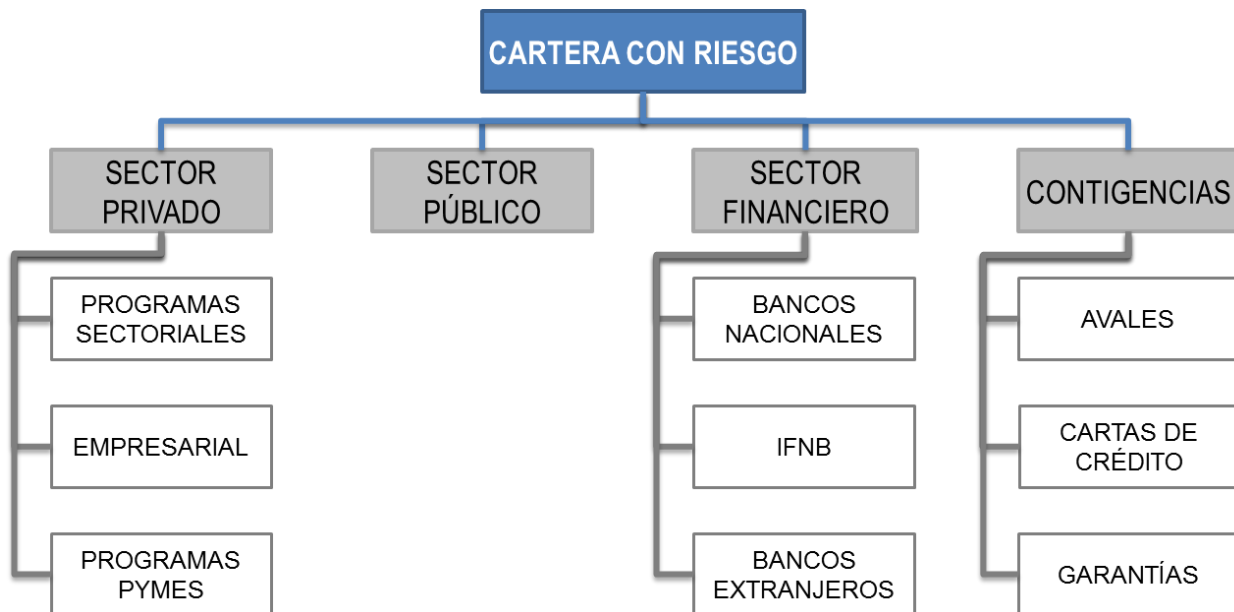 CARTERA CON RIESGO
SECTOR
PRIVADO
SECTOR
PÚBLICO
SECTOR
FINANCIERO
CONTIGENCIAS
PROGRAMAS
SECTORIALES
EMPRESARIAL
PROGRAMAS
PYMES
BANCOS
NACIONALES
IFNB
BANCOS
EXTRANJEROS
AVALES
CARTAS DE
CRÉDITO
GARANTÍAS